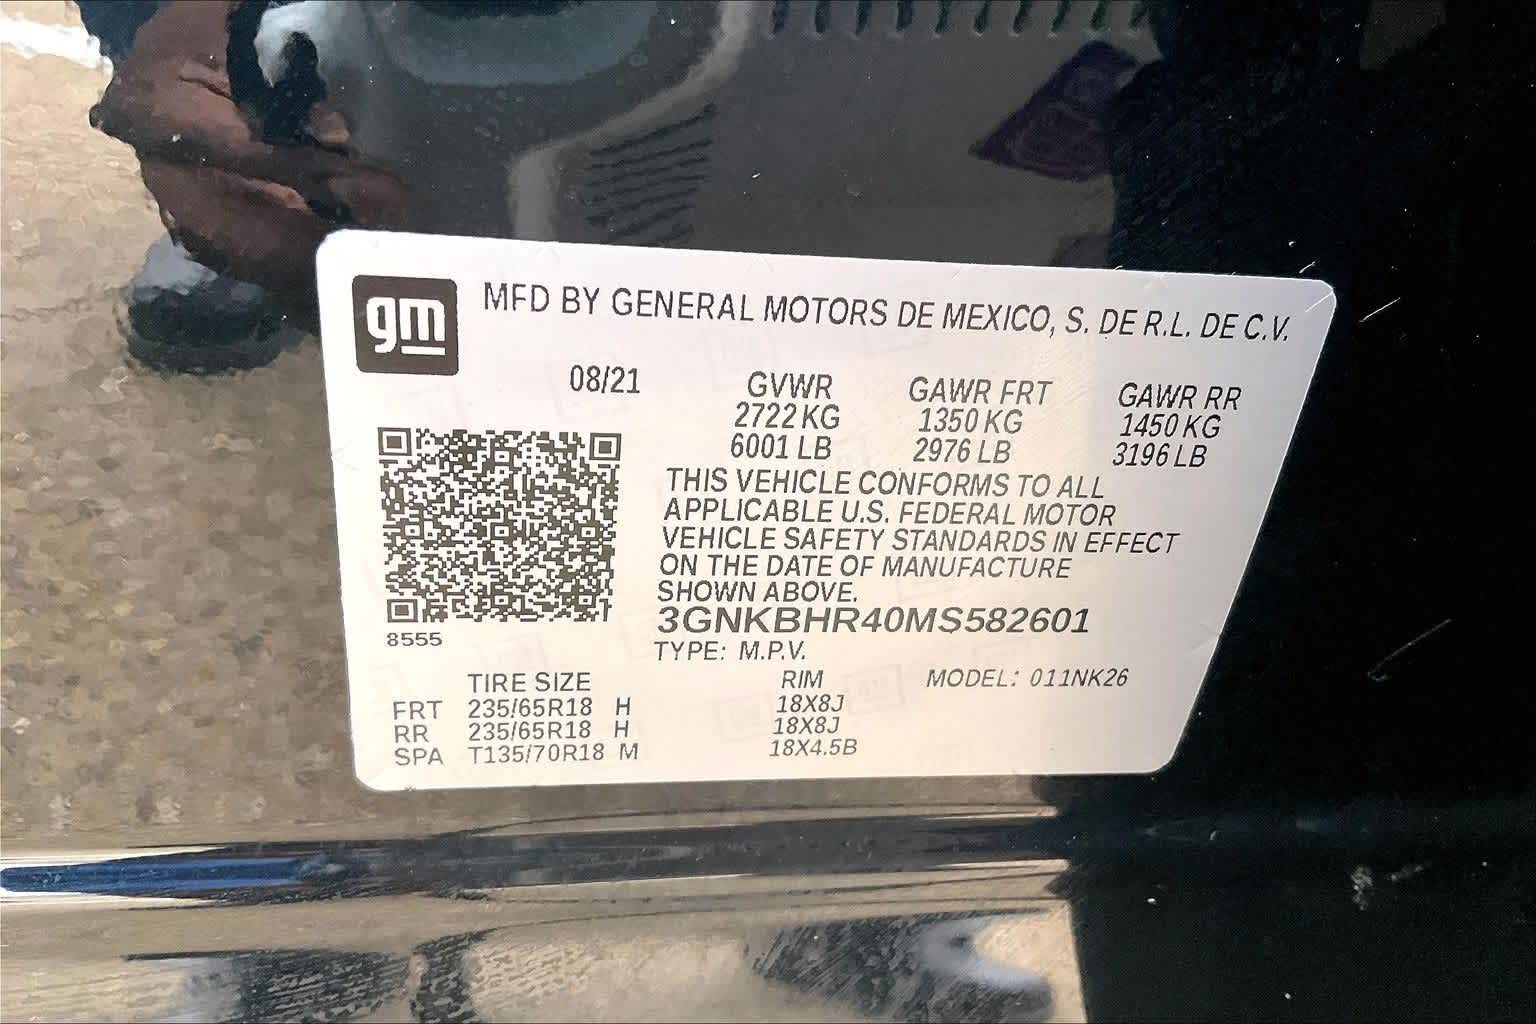 gm MFD BY GENERAL MOTORS DE MEXICO, S. DE R.L. DE C.V.
08/21 GVWR GAWR FRT GAWR RR
2722 KG 1350 KG 1450 KG
6001 LB 2976 LB 3196 LB
THIS VEHICLE CONFORMS TO ALL
APPLICABLE U.S. FEDERAL MOTOR
VEHICLE SAFETY STANDARDS IN EFFECT
ON THE DATE OF MANUFACTURE
SHOWN ABOVE.
3GNKBHR40MS582601
8555
TYPE: M.P.V.
TIRE SIZE RIM MODEL: 011NK26
FRT 235/65R18 H 18X8J
RR 235/65R18 H 18X8J
SPA T135/70R18 M 18X4.5B